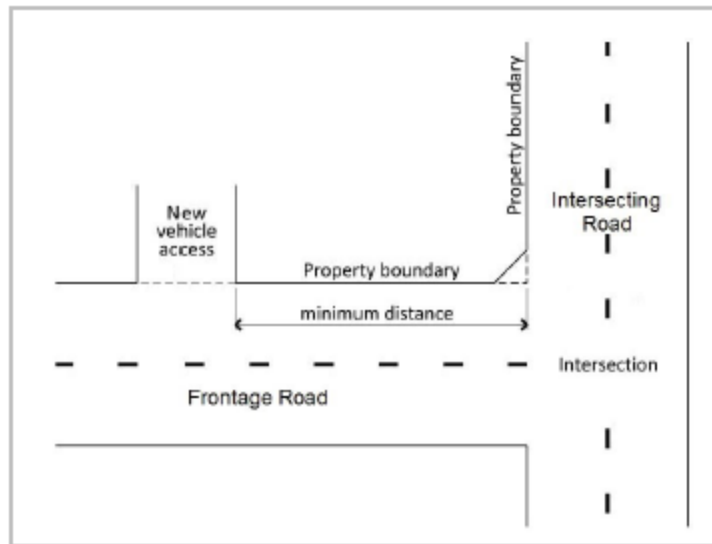 Property boundary
Intersecting
Road
New
vehicle
access
Property boundary
minimum distance
Intersection
Frontage Road